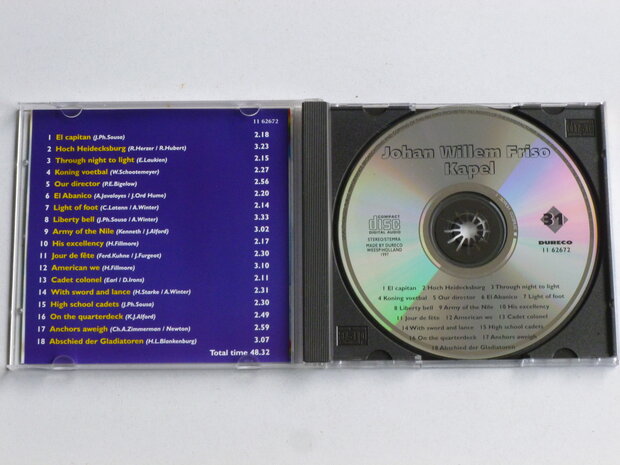 11 62672
1 El capitan (J.Ph.Sousa) 2.18
2 Hoch Heidecksburg (R.Herzer / R.Hubert) 3.23
3 Through night to light (E.Laukien) 2.15
4 Koning voetbal (W.Schootemeyer) 2.27
5 Our director (P.E.Bigelow) 2.56
6 El Abanico (A.Javaloyes / J.Ord Hume) 2.20
7 Light of foot (C.Latann / A.Winter) 2.14
8 Liberty bell (J.Ph.Sousa / A.Winter) 3.33
9 Army of the Nile (Kenneth / J.Alford) 3.02
10 His excellency (H.Fillmore) 2.17
11 Jour de fête (Ferd.Kuhne / J.Furgeot) 2.30
12 American we (H.Fillmore) 3.10
13 Cadet colonel (Earl / D.Irons) 2.11
14 With sword and lance (H.Starke / A.Winter) 2.31
15 High school cadets (J.Ph.Sousa) 2.30
16 On the quarterdeck (K.J.Alford) 2.49
17 Anchors aweigh (Ch.A.Zimmerman / Newton) 2.59
18 Abschied der Gladiatoren (H.L.Blankenburg) 3.07
Total time 48.32
Johan Willem Friso
Kapel
COMPACT
disc
DIGITAL AUDIO
STEREO/STEMRA
MADE BY DURECO
WEESP/HOLLAND
1997
31
DURECO
11 62672
1 El capitan 2 Hoch Heidecksburg 3 Through night to light
4 Koning voetbal 5 Our director 6 El Abanico 7 Light of foot
8 Liberty bell 9 Army of the Nile 10 His excellency
11 Jour de fête 12 American we 13 Cadet colonel
14 With sword and lance 15 High school cadets
16 On the quarterdeck 17 Anchors aweigh
18 Abschied der Gladiatoren